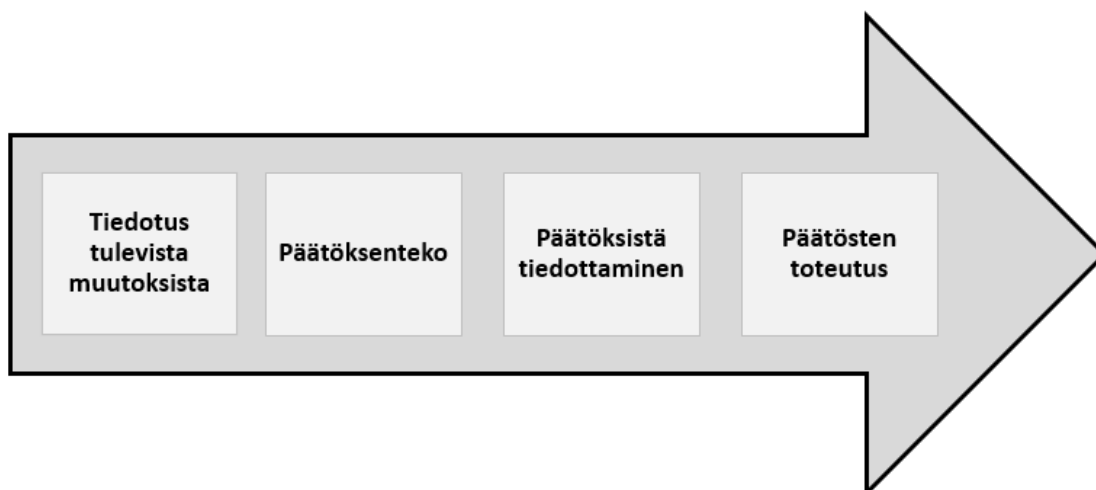 Tiedotus
tulevista
muutoksista
Päätöksenteko
Päätöksistä
tiedottaminen
Päätösten
toteutus